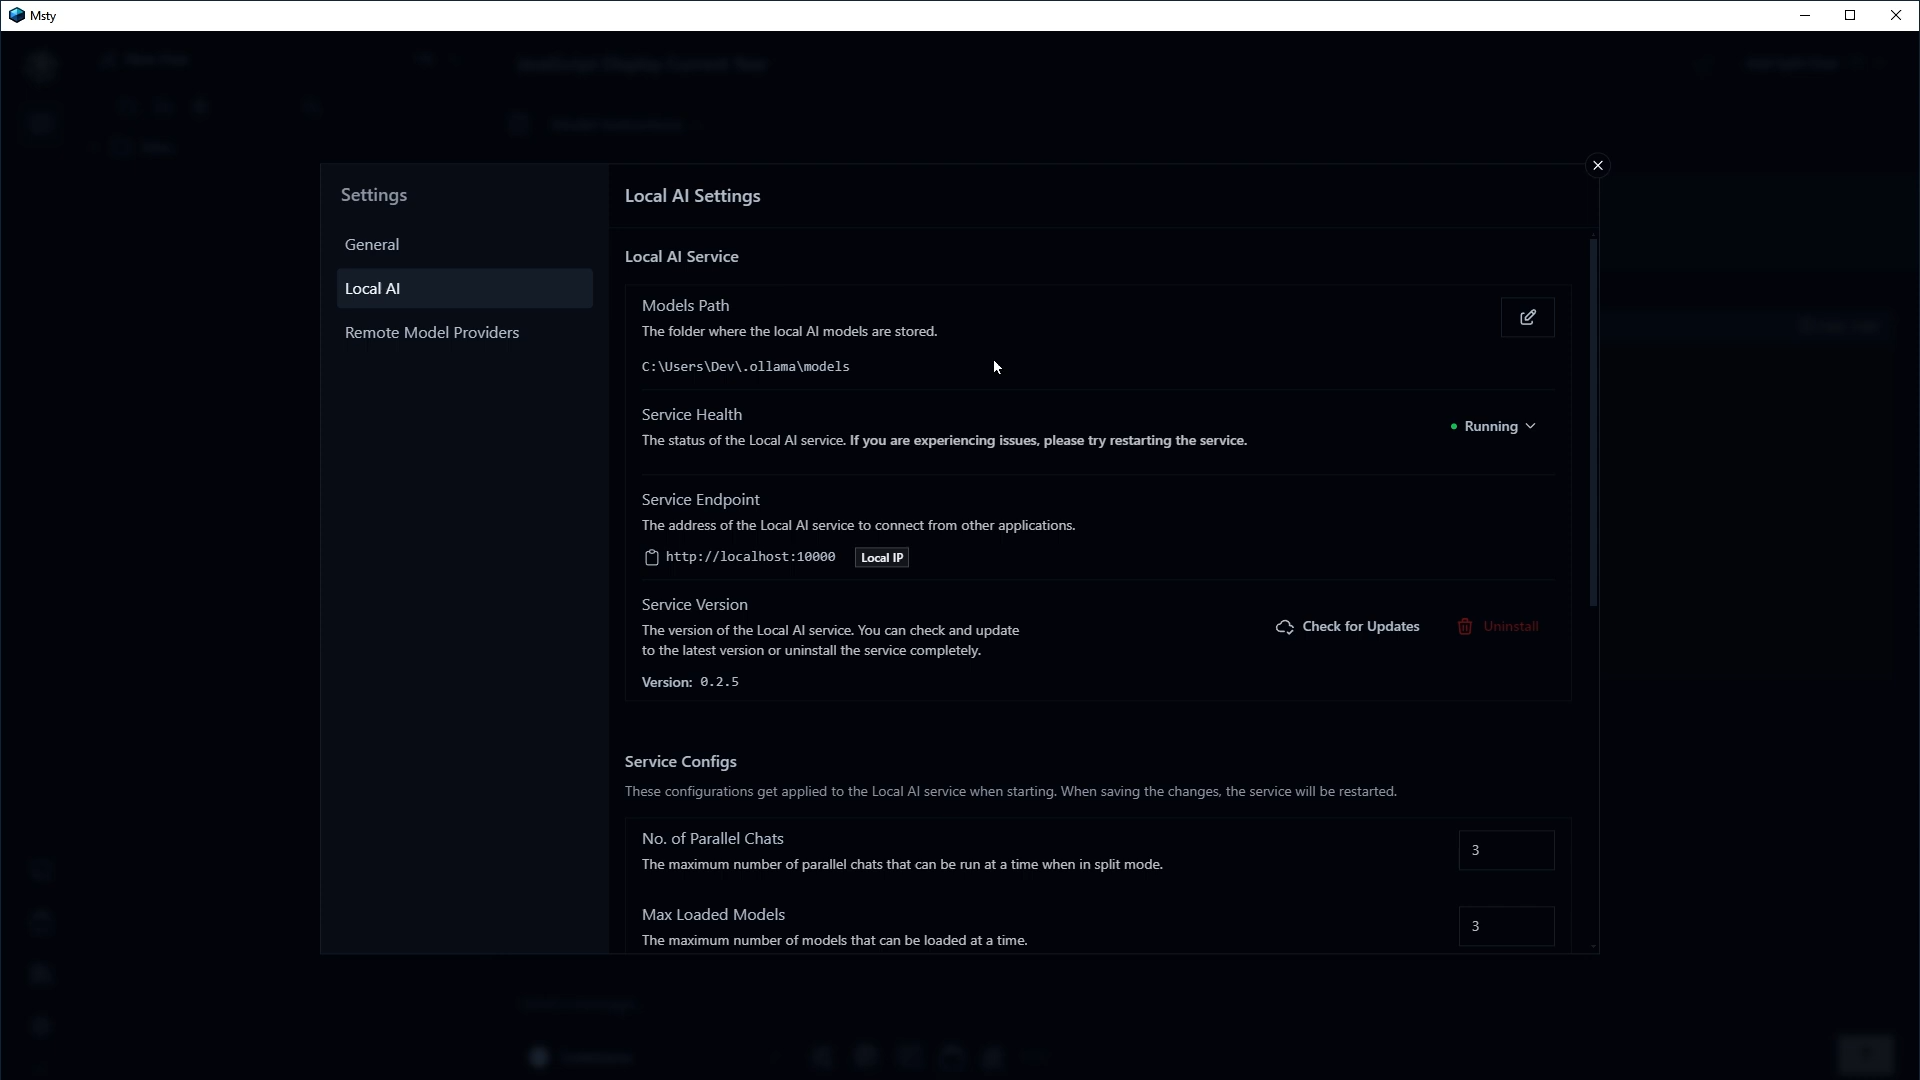 Msty
Settings
General
Local AI
Remote Model Providers
Local AI Settings
Local AI Service
Models Path
The folder where the local AI models are stored.
C:\Users\Dev\.ollama\models
Service Health
The status of the Local AI service. If you are experiencing issues, please try restarting the service.
Running
Service Endpoint
The address of the Local AI service to connect from other applications.
http://localhost:10000 Local IP
Service Version
The version of the Local AI service. You can check and update
to the latest version or uninstall the service completely.
Check for Updates Uninstall
Version: 0.2.5
Service Configs
These configurations get applied to the Local AI service when starting. When saving the changes, the service will be restarted.
No. of Parallel Chats
The maximum number of parallel chats that can be run at a time when in split mode.
3
Max Loaded Models
The maximum number of models that can be loaded at a time.
3